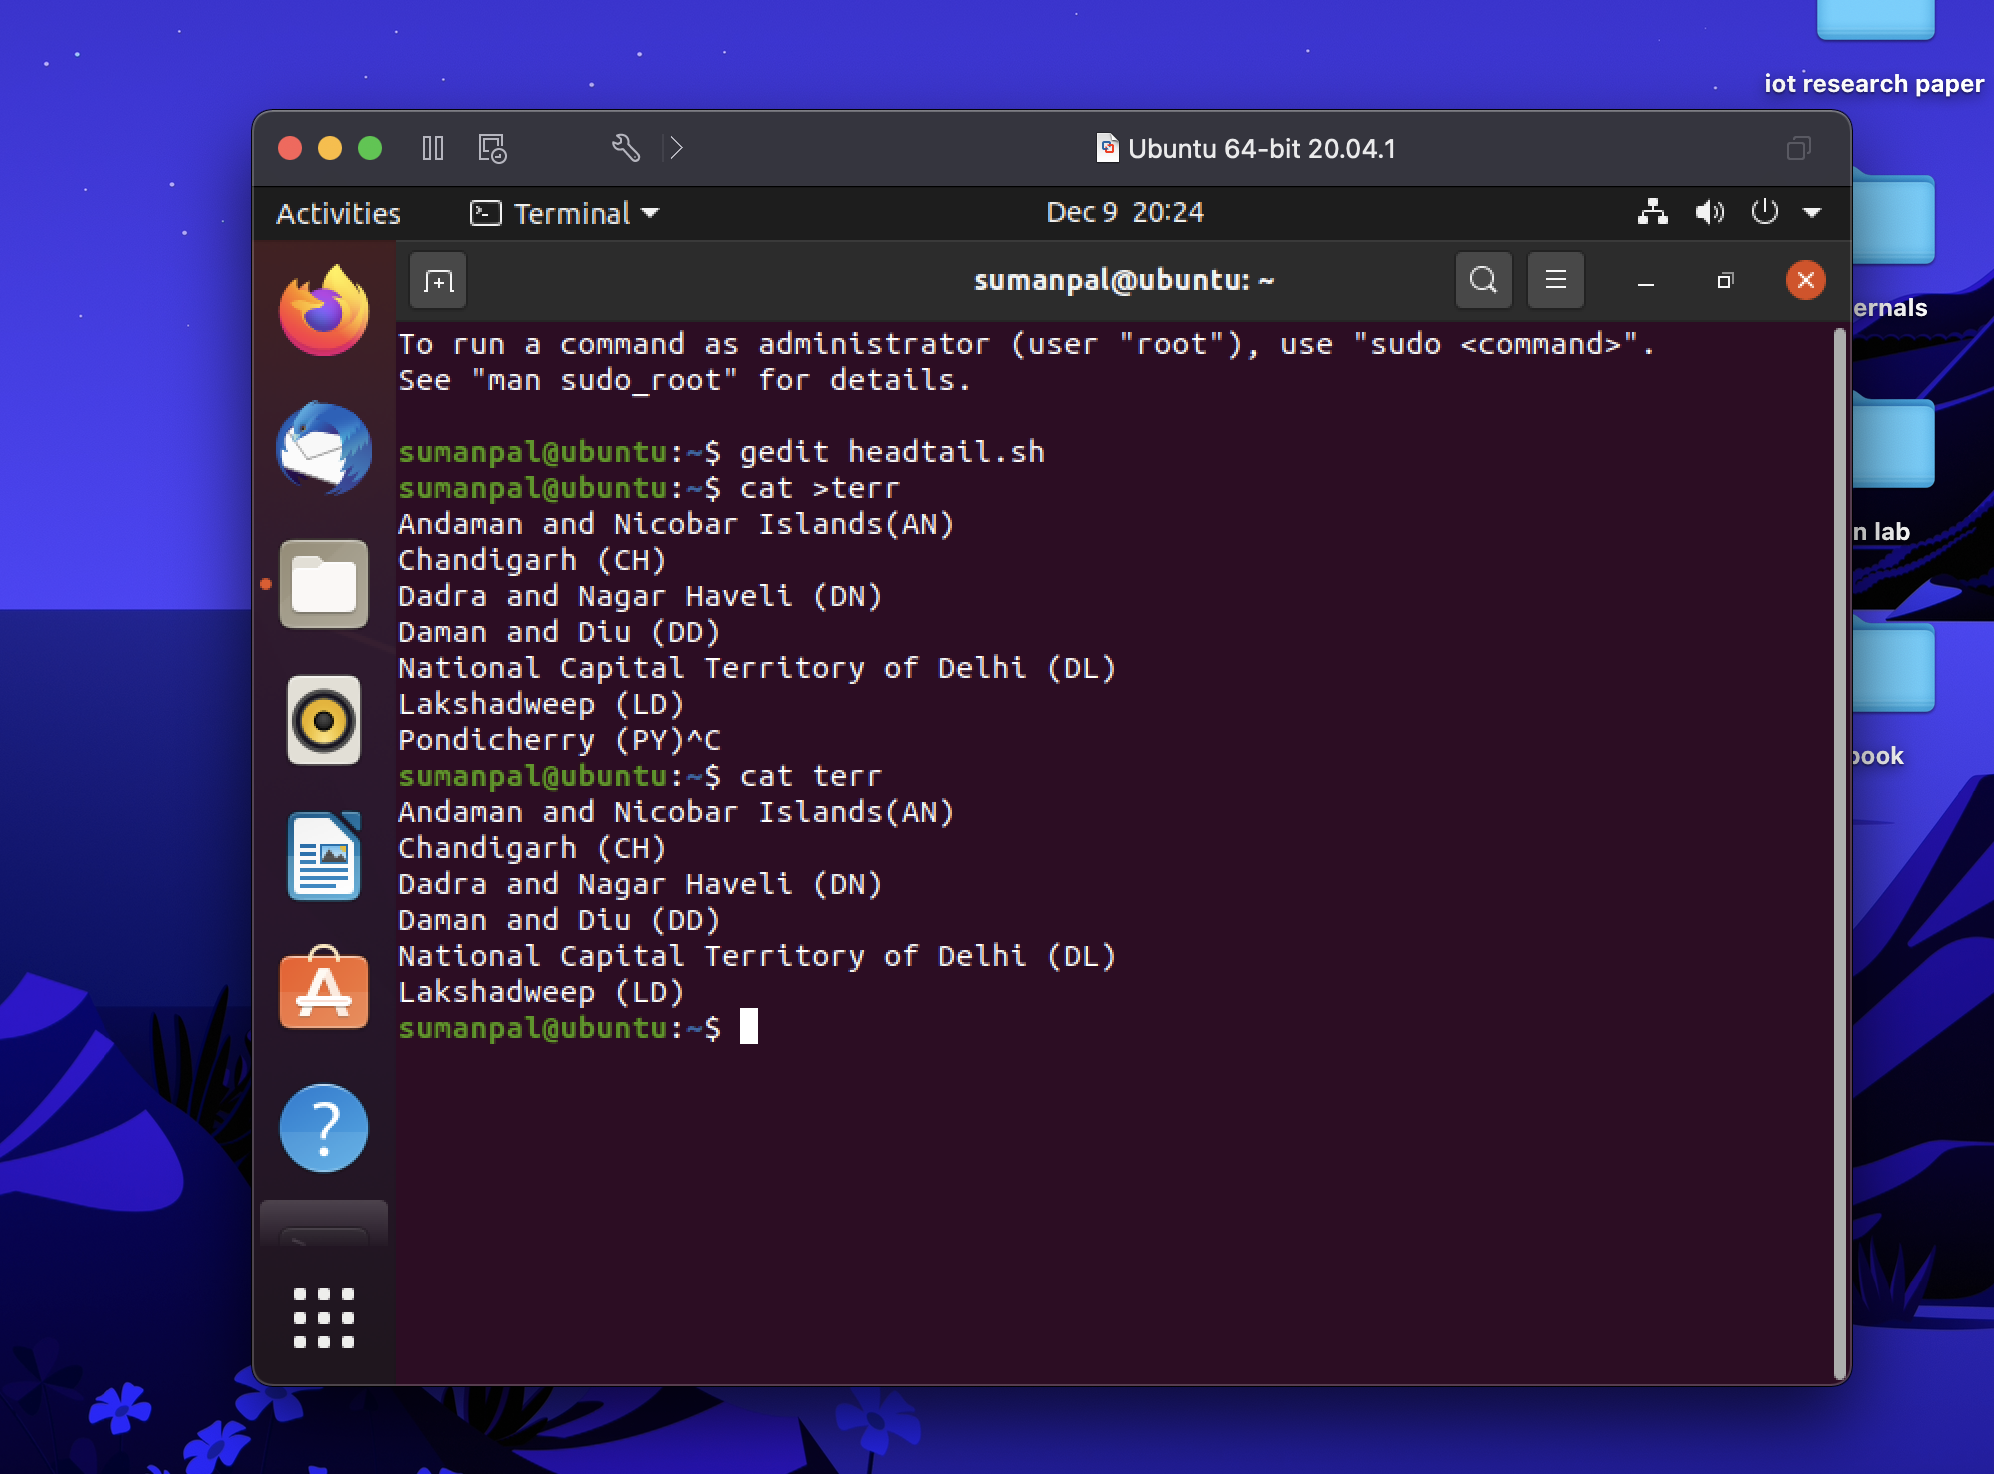 iot research paper
Ubuntu 64-bit 20.04.1
Activities
Terminal
Dec 9 20:24
sumanpal@ubuntu: ~
To run a command as administrator (user "root"), use "sudo <command>".
See "man sudo_root" for details.
sumanpal@ubuntu:~$ gedit headtail.sh
sumanpal@ubuntu:~$ cat >terr
Andaman and Nicobar Islands(AN)
Chandigarh (CH)
Dadra and Nagar Haveli (DN)
Daman and Diu (DD)
National Capital Territory of Delhi (DL)
Lakshadweep (LD)
Pondicherry (PY)^C
sumanpal@ubuntu:~$ cat terr
Andaman and Nicobar Islands(AN)
Chandigarh (CH)
Dadra and Nagar Haveli (DN)
Daman and Diu (DD)
National Capital Territory of Delhi (DL)
Lakshadweep (LD)
sumanpal@ubuntu:~$
ernals
n lab
ook